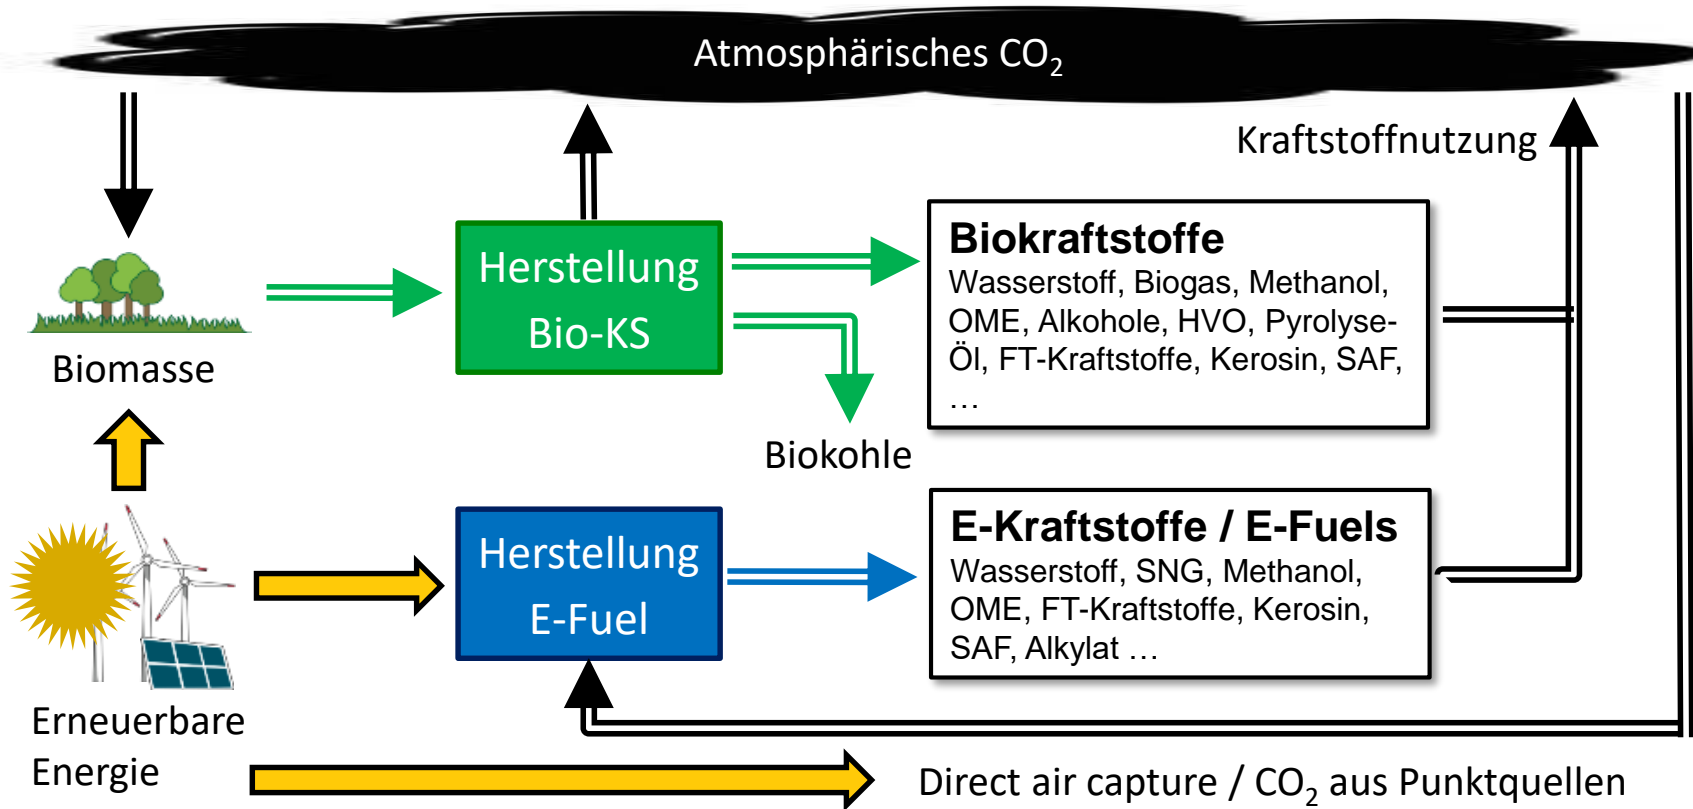 Atmosphärisches CO₂
Kraftstoffnutzung
Herstellung
Bio-KS
Biokraftstoffe
Wasserstoff, Biogas, Methanol,
OME, Alkohole, HVO, Pyrolyse-
Öl, FT-Kraftstoffe, Kerosin, SAF,
…
Biomasse
Biokohle
Herstellung
E-Fuel
E-Kraftstoffe / E-Fuels
Wasserstoff, SNG, Methanol,
OME, FT-Kraftstoffe, Kerosin,
SAF, Alkylat …
Erneuerbare
Energie
Direct air capture / CO₂ aus Punktquellen